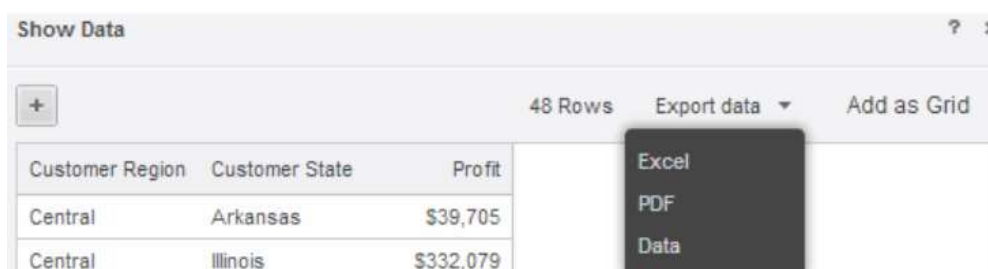 Show Data ?
+ 48 Rows Export data Add as Grid
Customer Region Customer State Profit
Central Arkansas $39,705
Central Illinois $332,079
Excel
PDF
Data